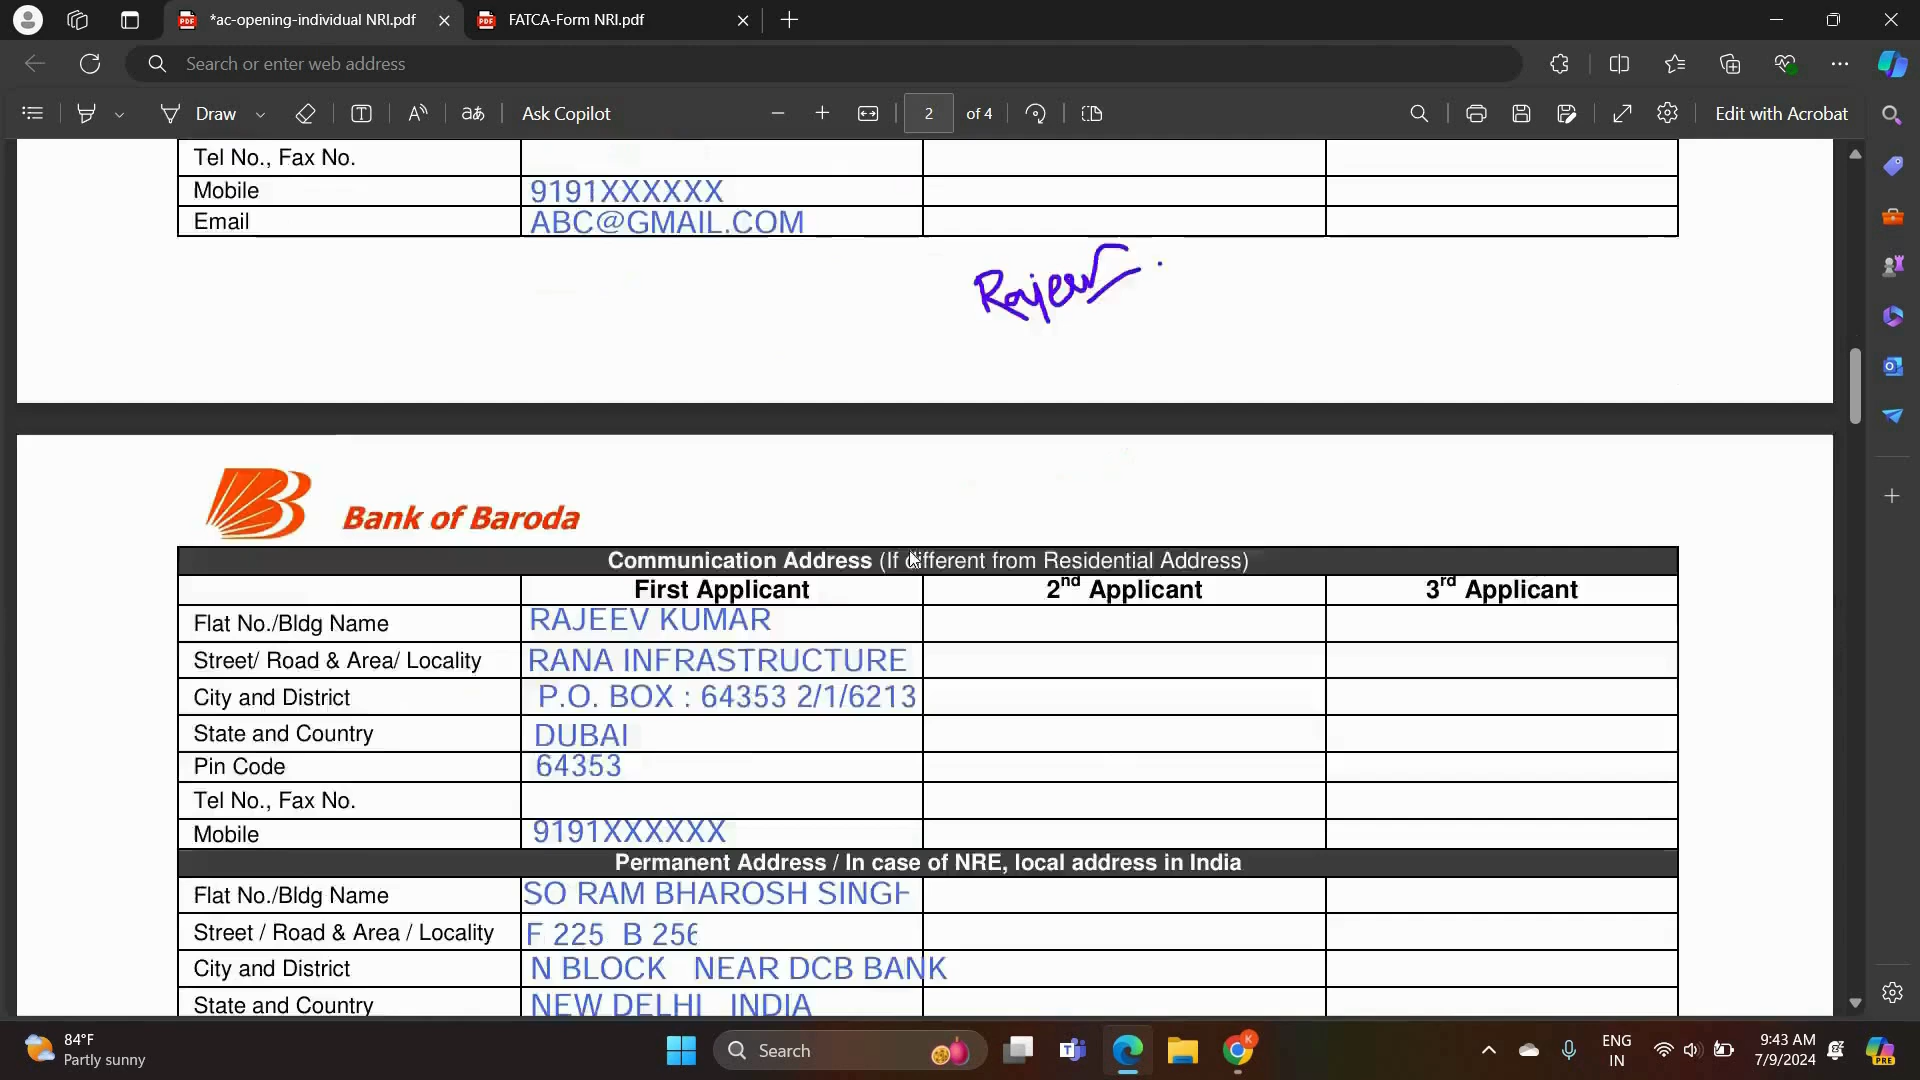 *ac-opening-individual NRI.pdf
FATCA-Form NRI.pdf
Search or enter web address
Draw
aあ
Ask Copilot
2
of 4
Edit with Acrobat
Tel No., Fax No.
Mobile 9191XXXXXX
Email ABC@GMAIL.COM
Rajeev
Bank of Baroda
Communication Address (If different from Residential Address)
First Applicant 2nd Applicant 3rd Applicant
Flat No./Bldg Name RAJEEV KUMAR
Street/ Road & Area/ Locality RANA INFRASTRUCTURE
City and District P.O. BOX : 64353 2/1/6213
State and Country DUBAI
Pin Code 64353
Tel No., Fax No.
Mobile 9191XXXXXX
Permanent Address / In case of NRE, local address in India
Flat No./Bldg Name SO RAM BHAROSH SINGH
Street / Road & Area / Locality F 225 B 256
City and District N BLOCK NEAR DCB BANK
State and Country NEW DELHI INDIA
84°F
Partly sunny
Search
ENG
IN
9:43 AM
7/9/2024
PRE